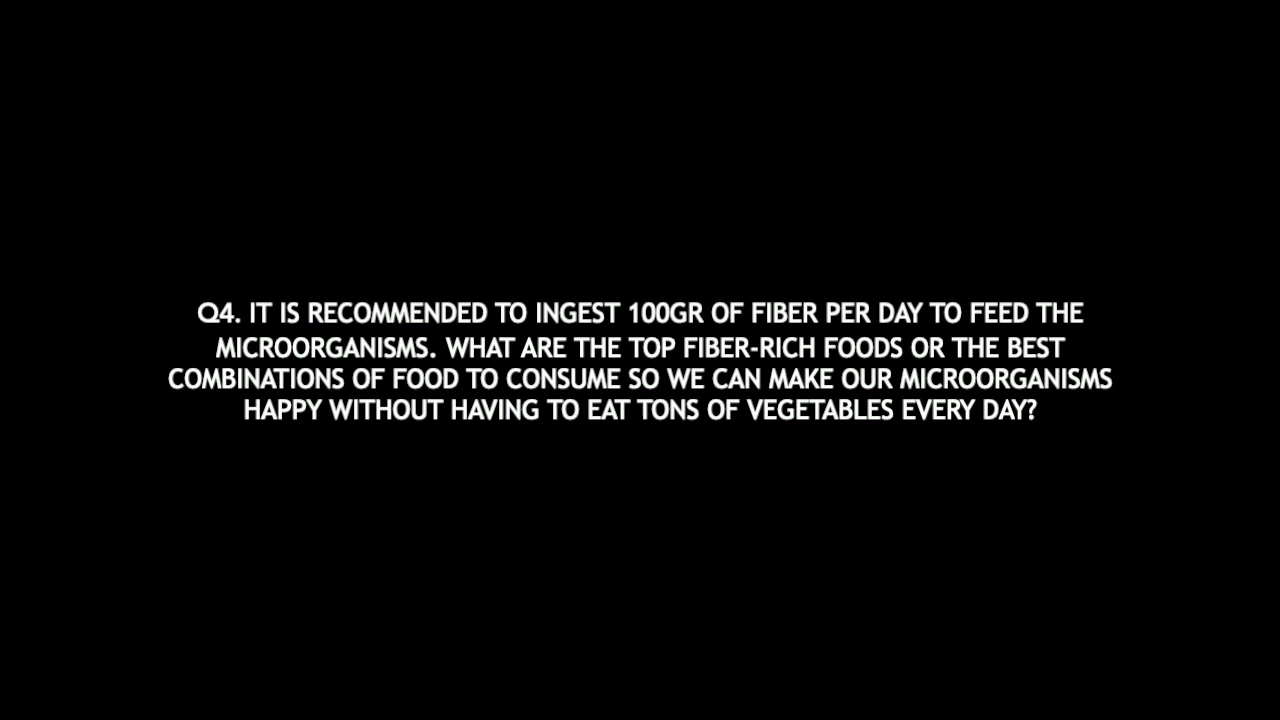 Q4. IT IS RECOMMENDED TO INGEST 100GR OF FIBER PER DAY TO FEED THE
MICROORGANISMS. WHAT ARE THE TOP FIBER-RICH FOODS OR THE BEST
COMBINATIONS OF FOOD TO CONSUME SO WE CAN MAKE OUR MICROORGANISMS
HAPPY WITHOUT HAVING TO EAT TONS OF VEGETABLES EVERY DAY?